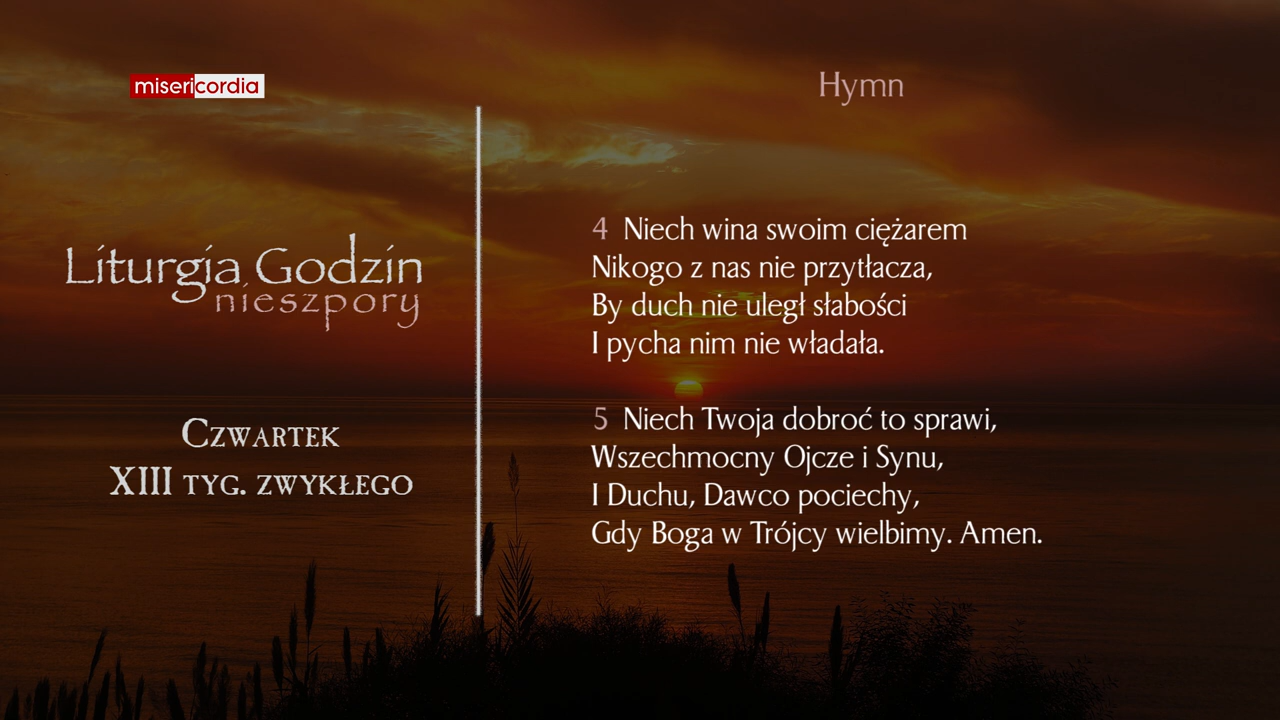 misericordia
Liturgia Godzin
nieszpory
Czwartek
XIII tyg. zwykłego
Hymn
4 Niech wina swoim ciężarem
Nikogo z nas nie przytłacza,
By duch nie uległ słabości
I pycha nim nie władała.
5 Niech Twoja dobroć to sprawi,
Wszechmocny Ojcze i Synu,
I Duchu, Dawco pociechy,
Gdy Boga w Trójcy wielbimy. Amen.